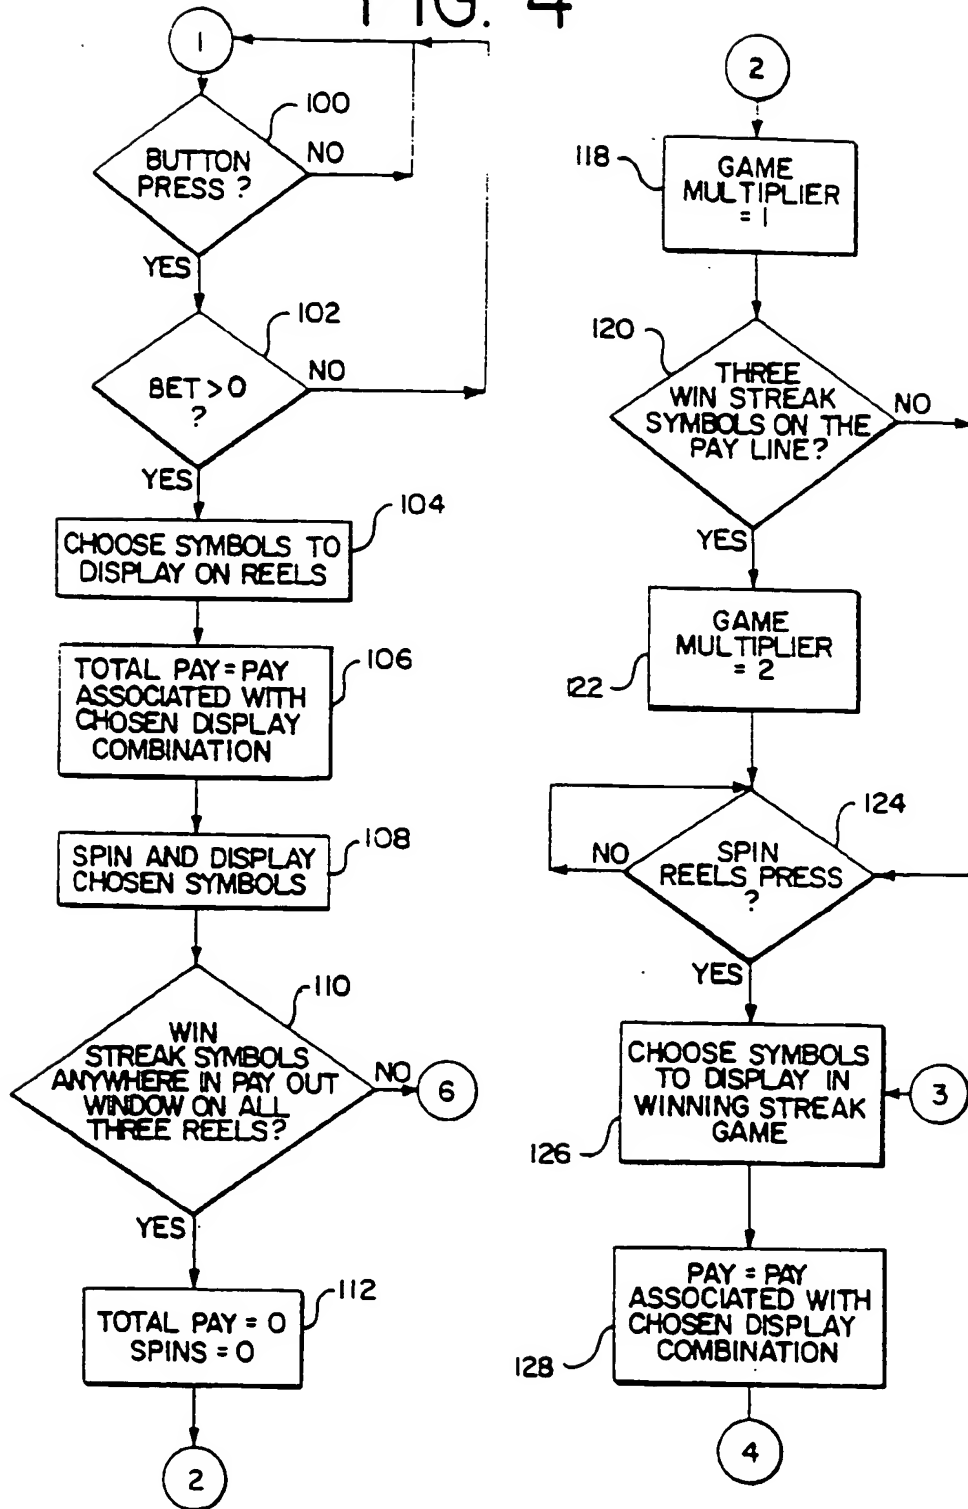 FIG. 4
1
100
BUTTON
PRESS ?
NO
YES
102
BET > 0
?
NO
YES
104
CHOOSE SYMBOLS TO
DISPLAY ON REELS
106
TOTAL PAY = PAY
ASSOCIATED WITH
CHOSEN DISPLAY
COMBINATION
108
SPIN AND DISPLAY
CHOSEN SYMBOLS
110
WIN
STREAK SYMBOLS
ANYWHERE IN PAY OUT
WINDOW ON ALL
THREE REELS?
NO
6
YES
112
TOTAL PAY = 0
SPINS = 0
2
2
118
GAME
MULTIPLIER
= 1
120
THREE
WIN STREAK
SYMBOLS ON THE
PAY LINE?
NO
YES
GAME
MULTIPLIER
= 2
122
124
SPIN
REELS PRESS
?
NO
YES
CHOOSE SYMBOLS
TO DISPLAY IN
WINNING STREAK
GAME
3
126
PAY = PAY
ASSOCIATED WITH
CHOSEN DISPLAY
COMBINATION
128
4